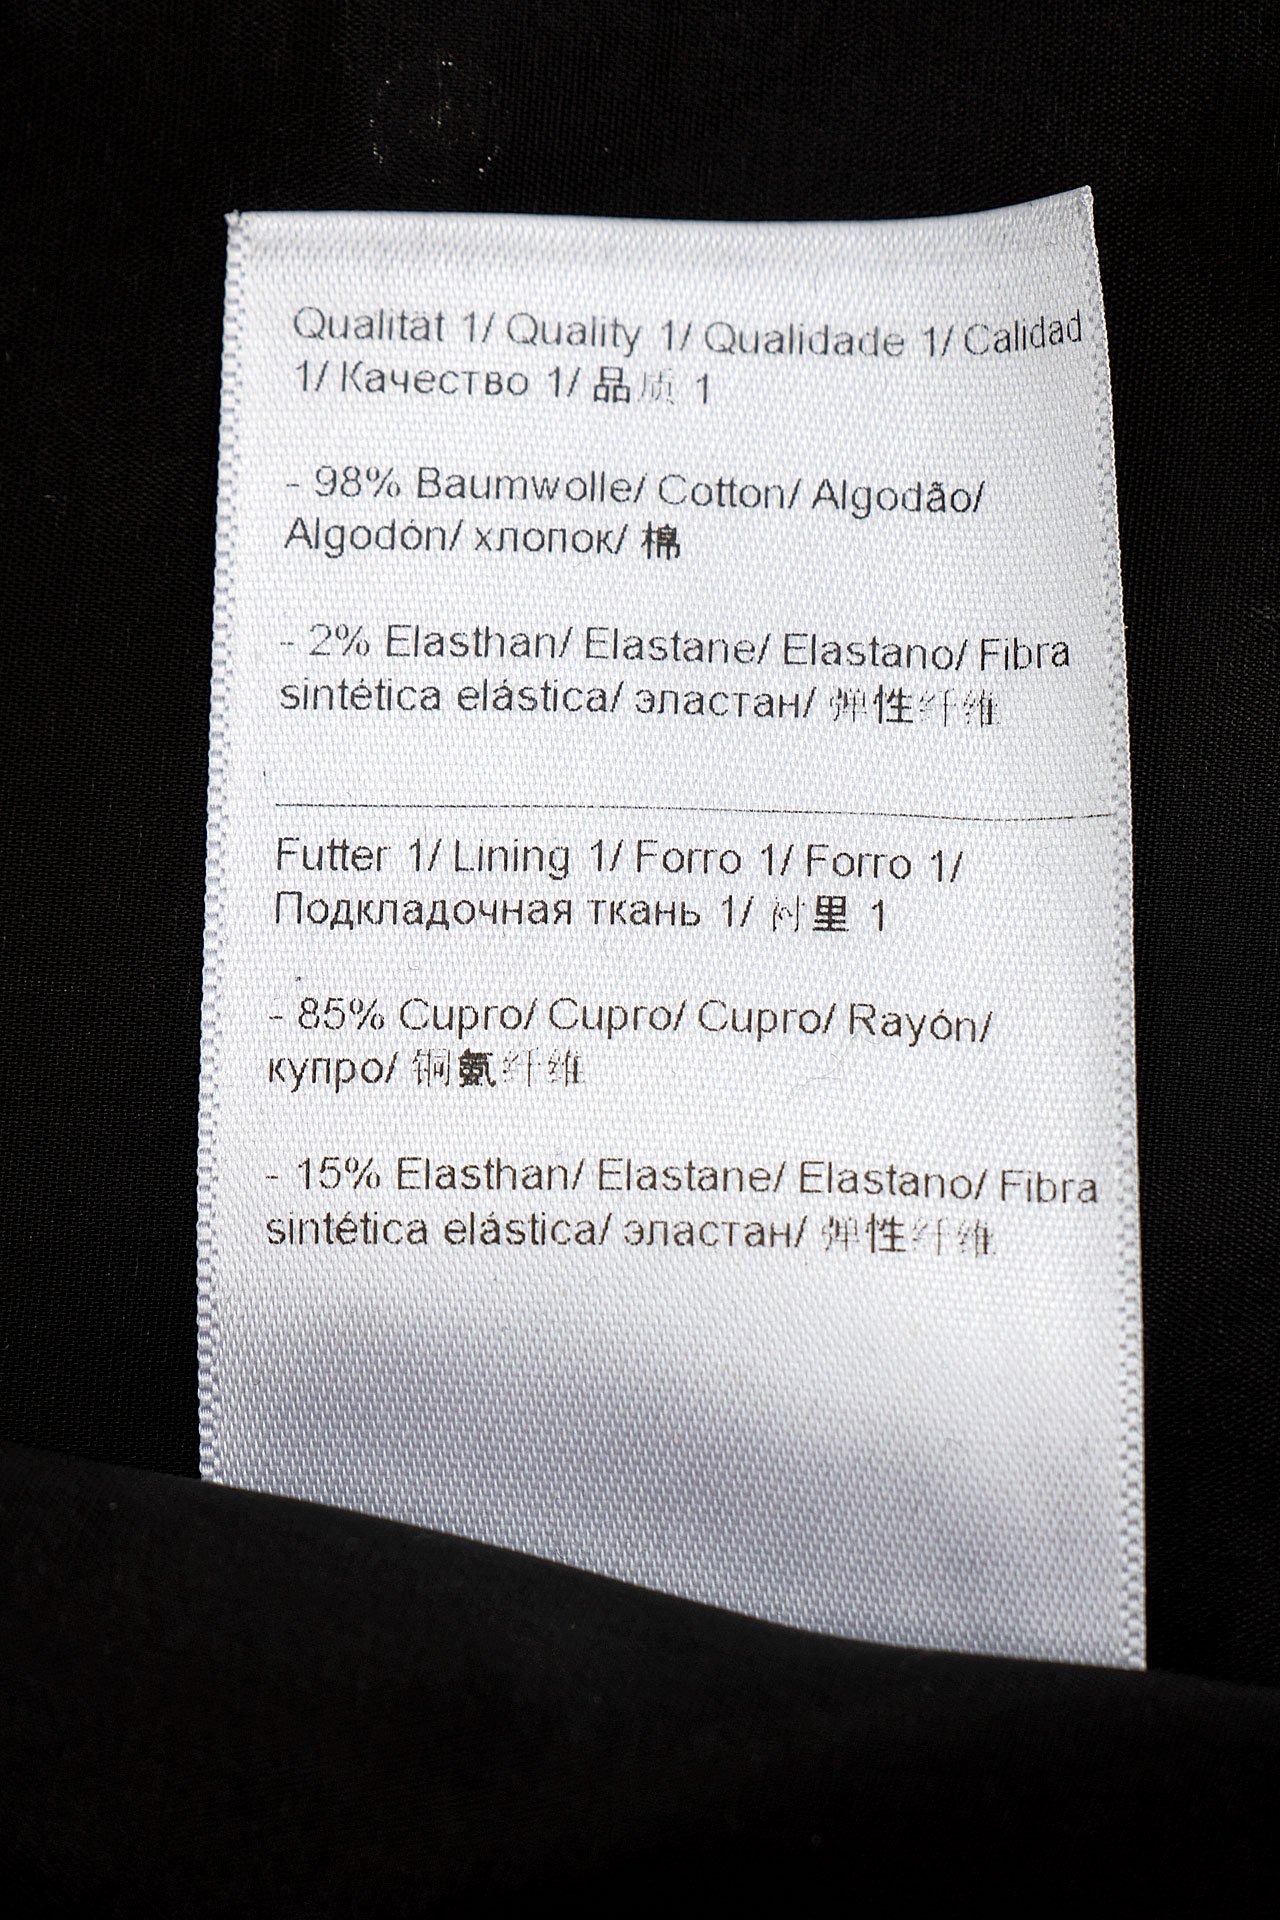 Qualität 1/ Quality 1/ Qualidade 1/ Calidad
1/ Качество 1/ 品质 1
- 98% Baumwolle/ Cotton/ Algodão/
Algodón/ хлопок/ 棉
- 2% Elasthan/ Elastane/ Elastano/ Fibra
sintética elástica/ эластан/ 弹性纤维
Futter 1/ Lining 1/ Forro 1/ Forro 1/
Подкладочная ткань 1/ 衬里 1
- 85% Cupro/ Cupro/ Cupro/ Rayón/
купро/ 铜氨纤维
- 15% Elasthan/ Elastane/ Elastano/ Fibra
sintética elástica/ эластан/ 弹性纤维